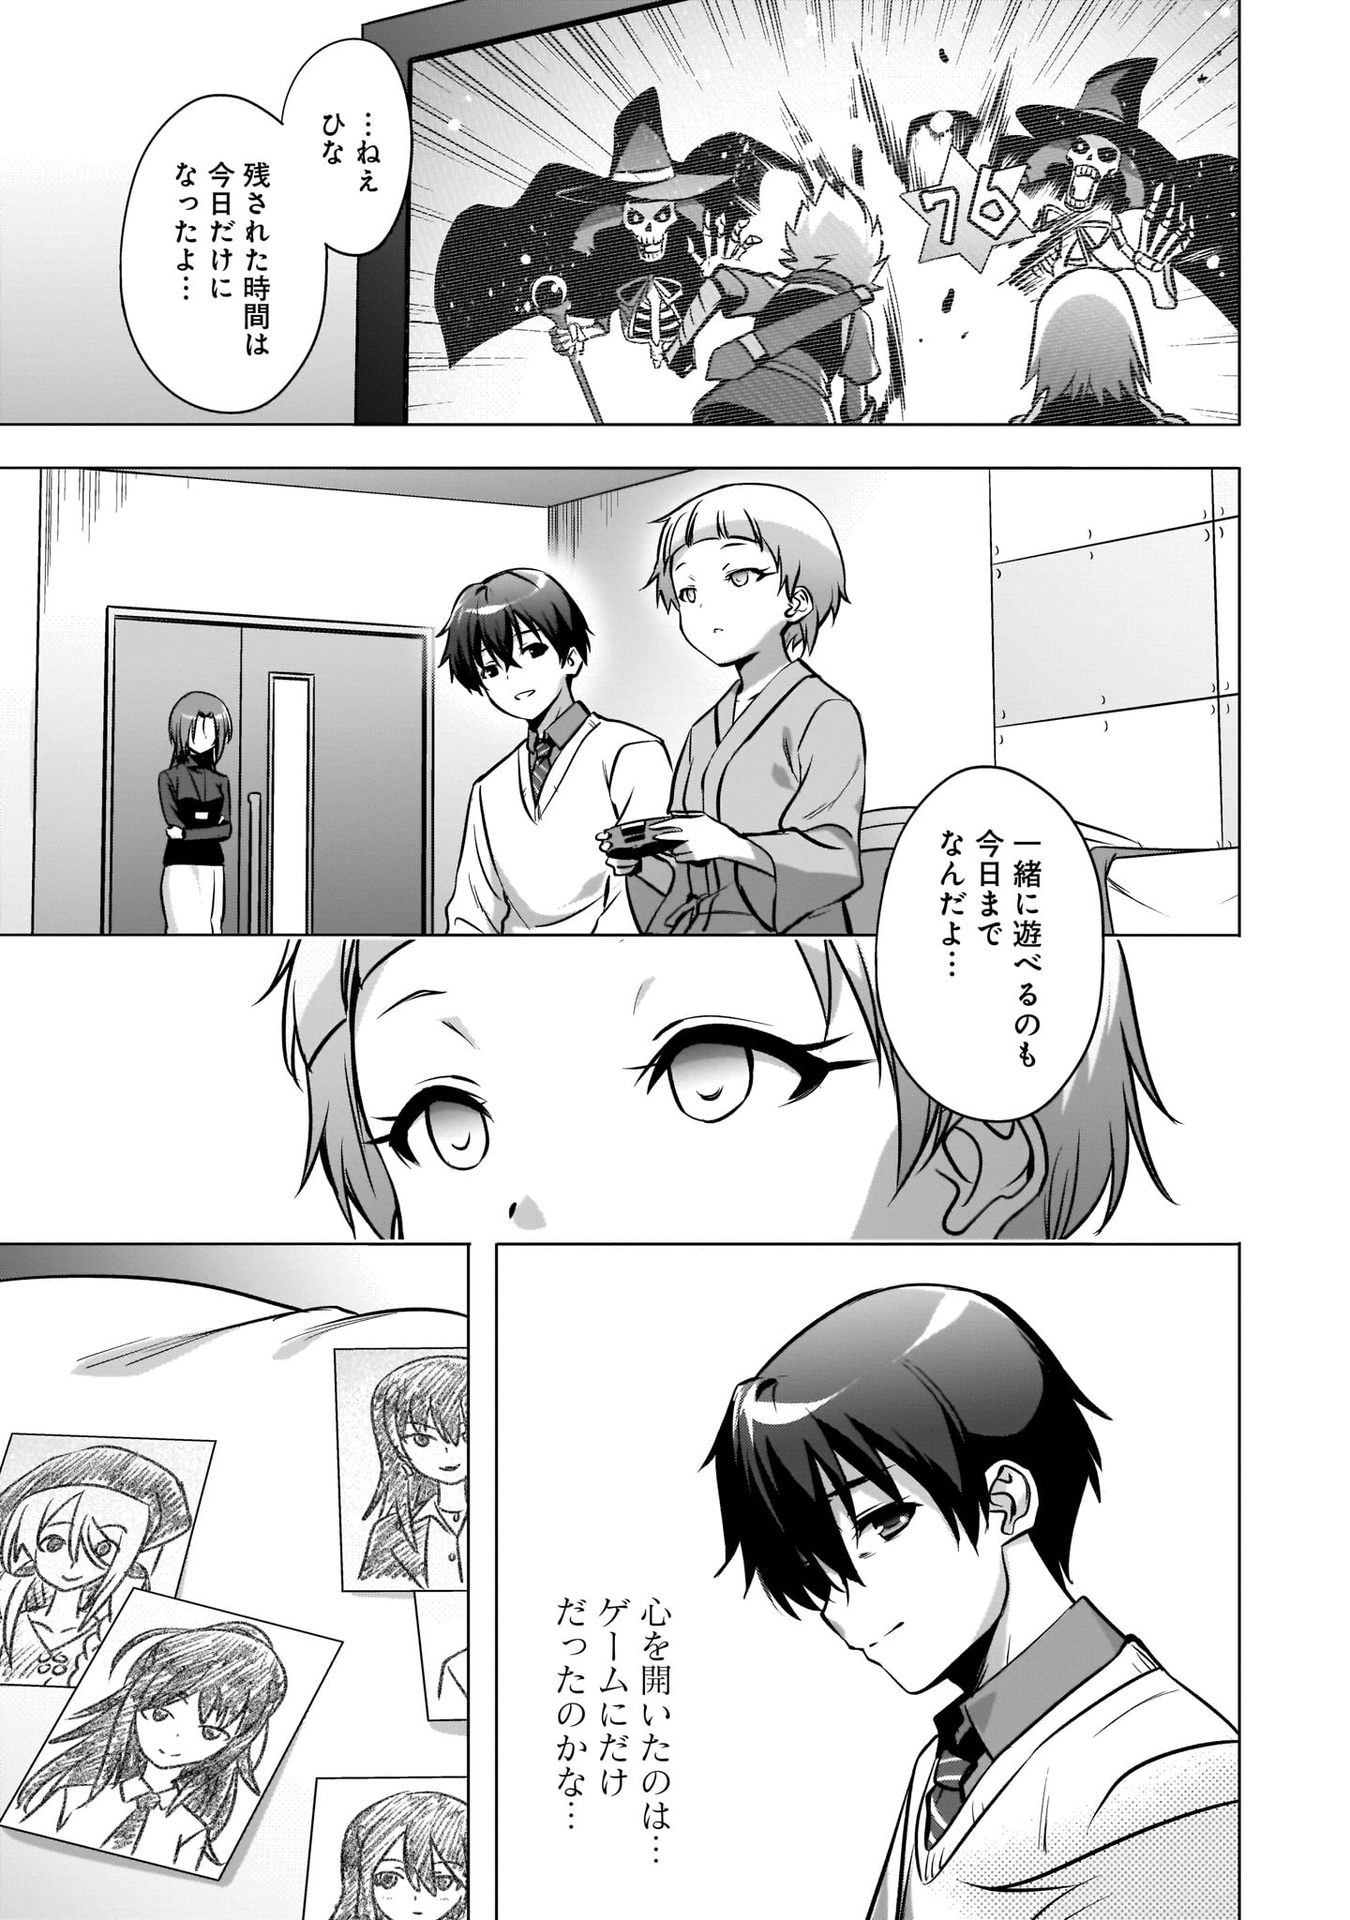 76
…ねえ
ひな
残された時間は
今日だけに
なったよ…
一緒に遊べるのも
今日まで
なんだよ…
心を開いたのは…
ゲームにだけ
だったのかな…